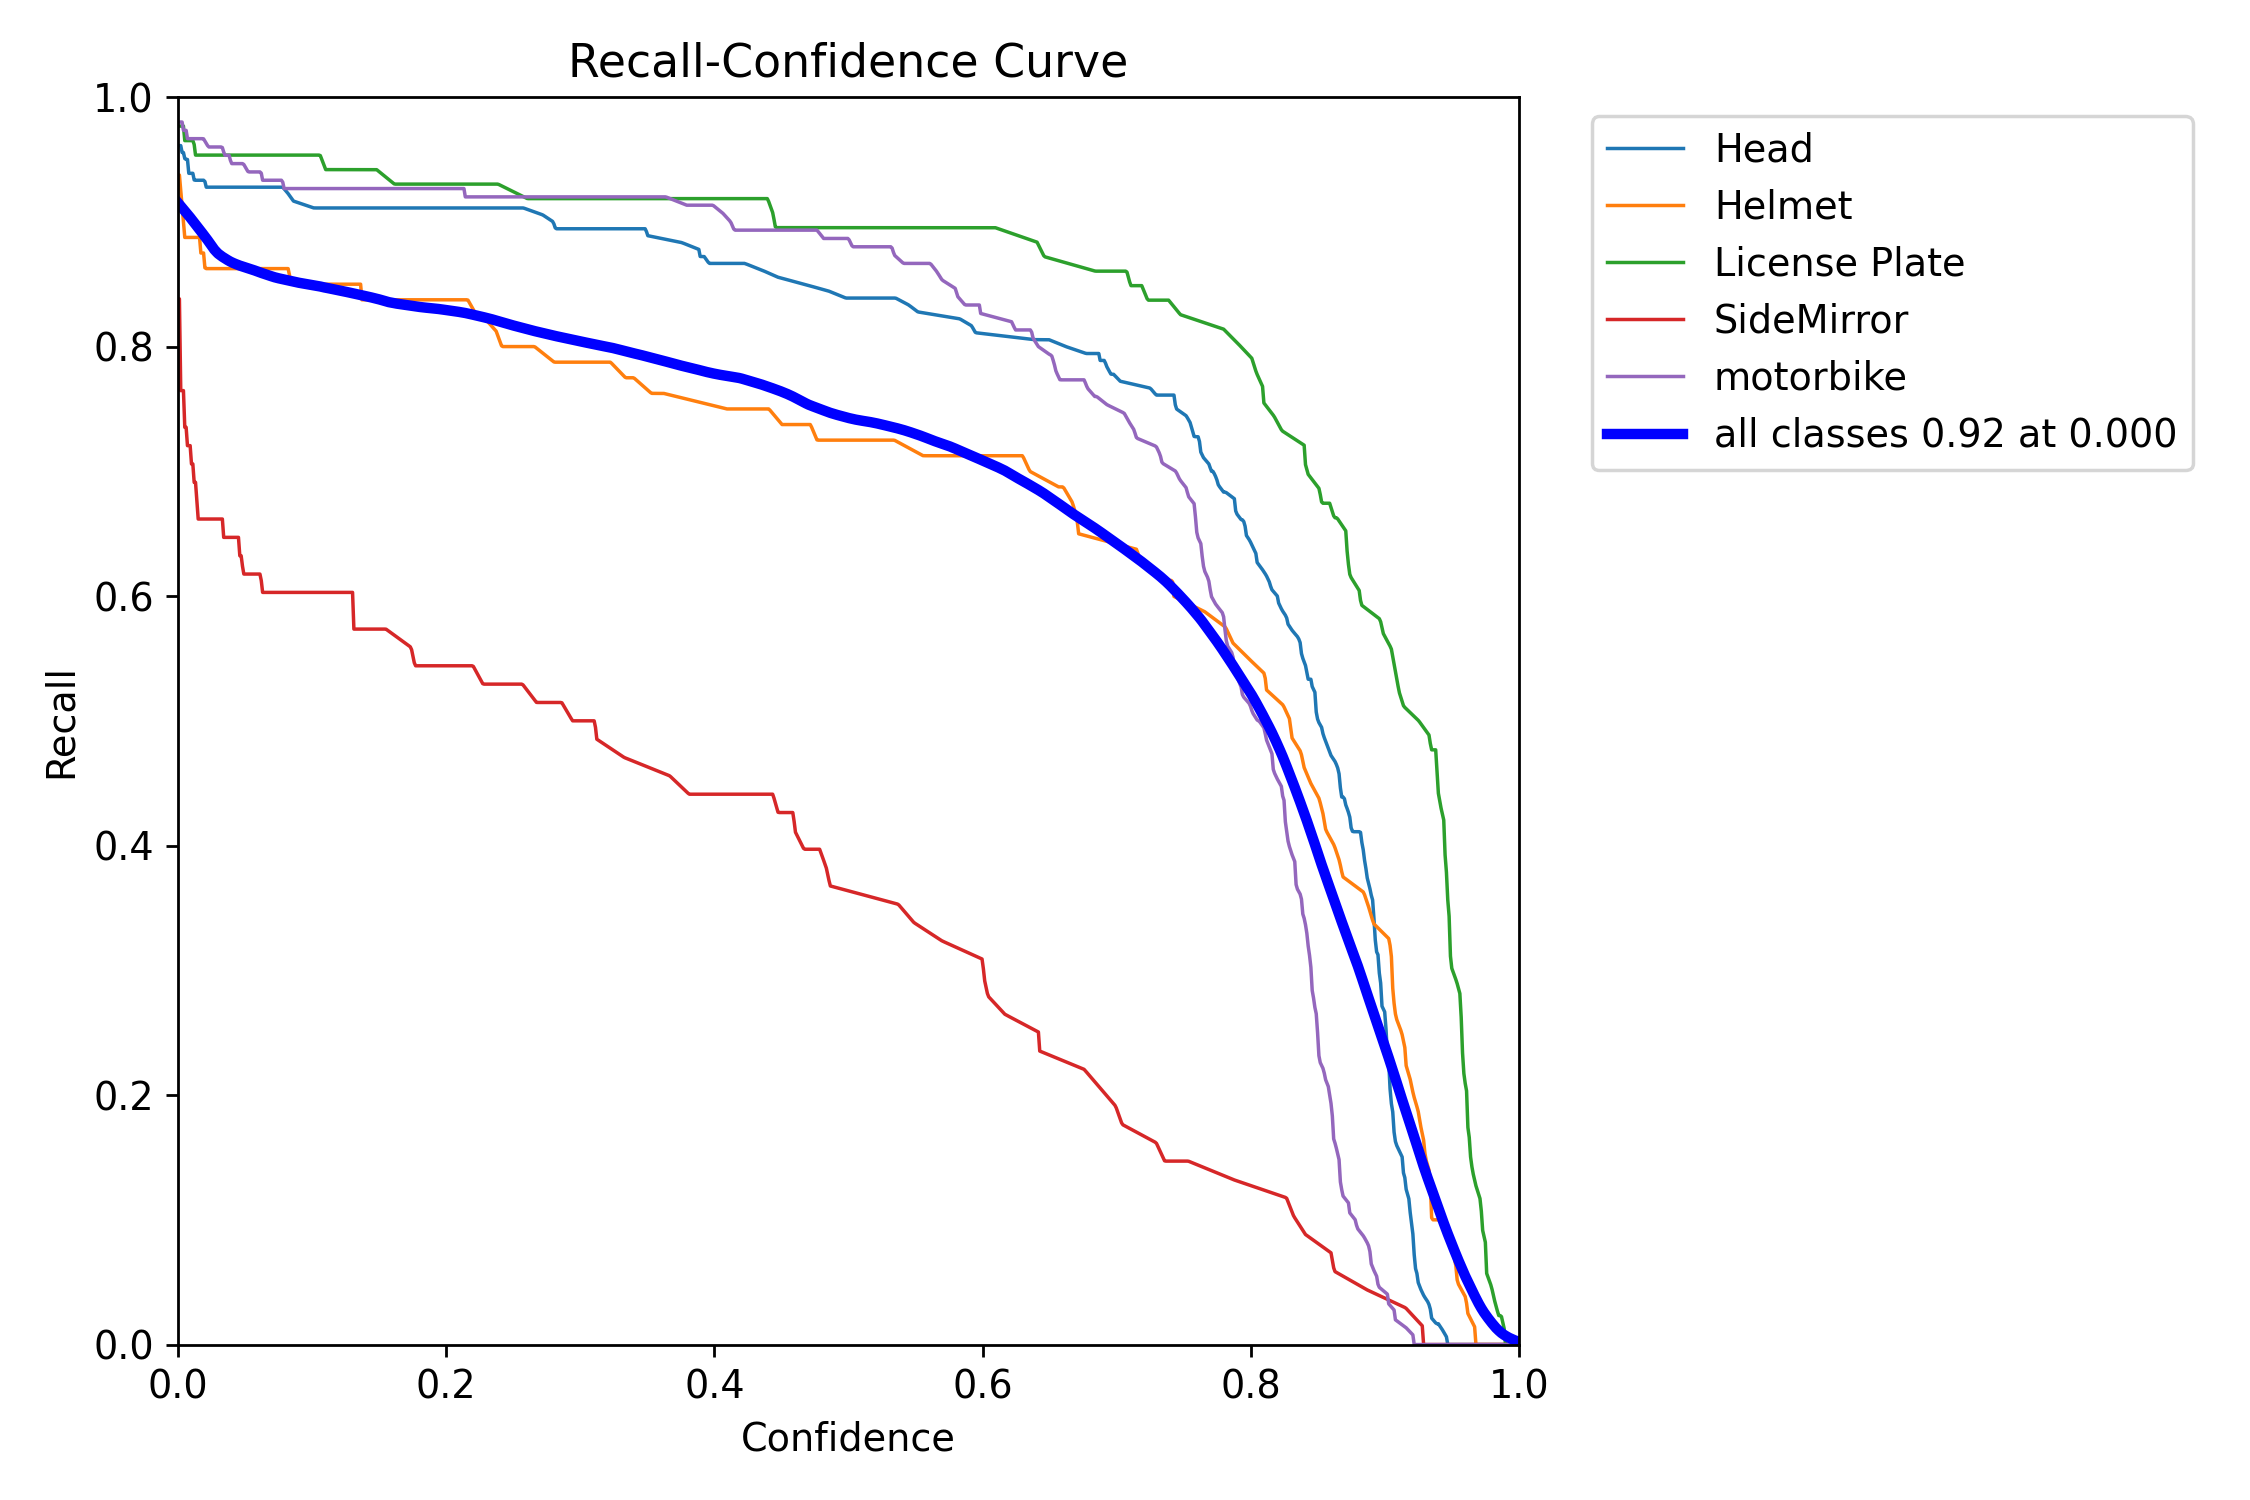 Recall-Confidence Curve
1.0
0.8
0.6
0.4
0.2
0.0
Recall
0.0 0.2 0.4 0.6 0.8 1.0
Confidence
Head
Helmet
License Plate
SideMirror
motorbike
all classes 0.92 at 0.000